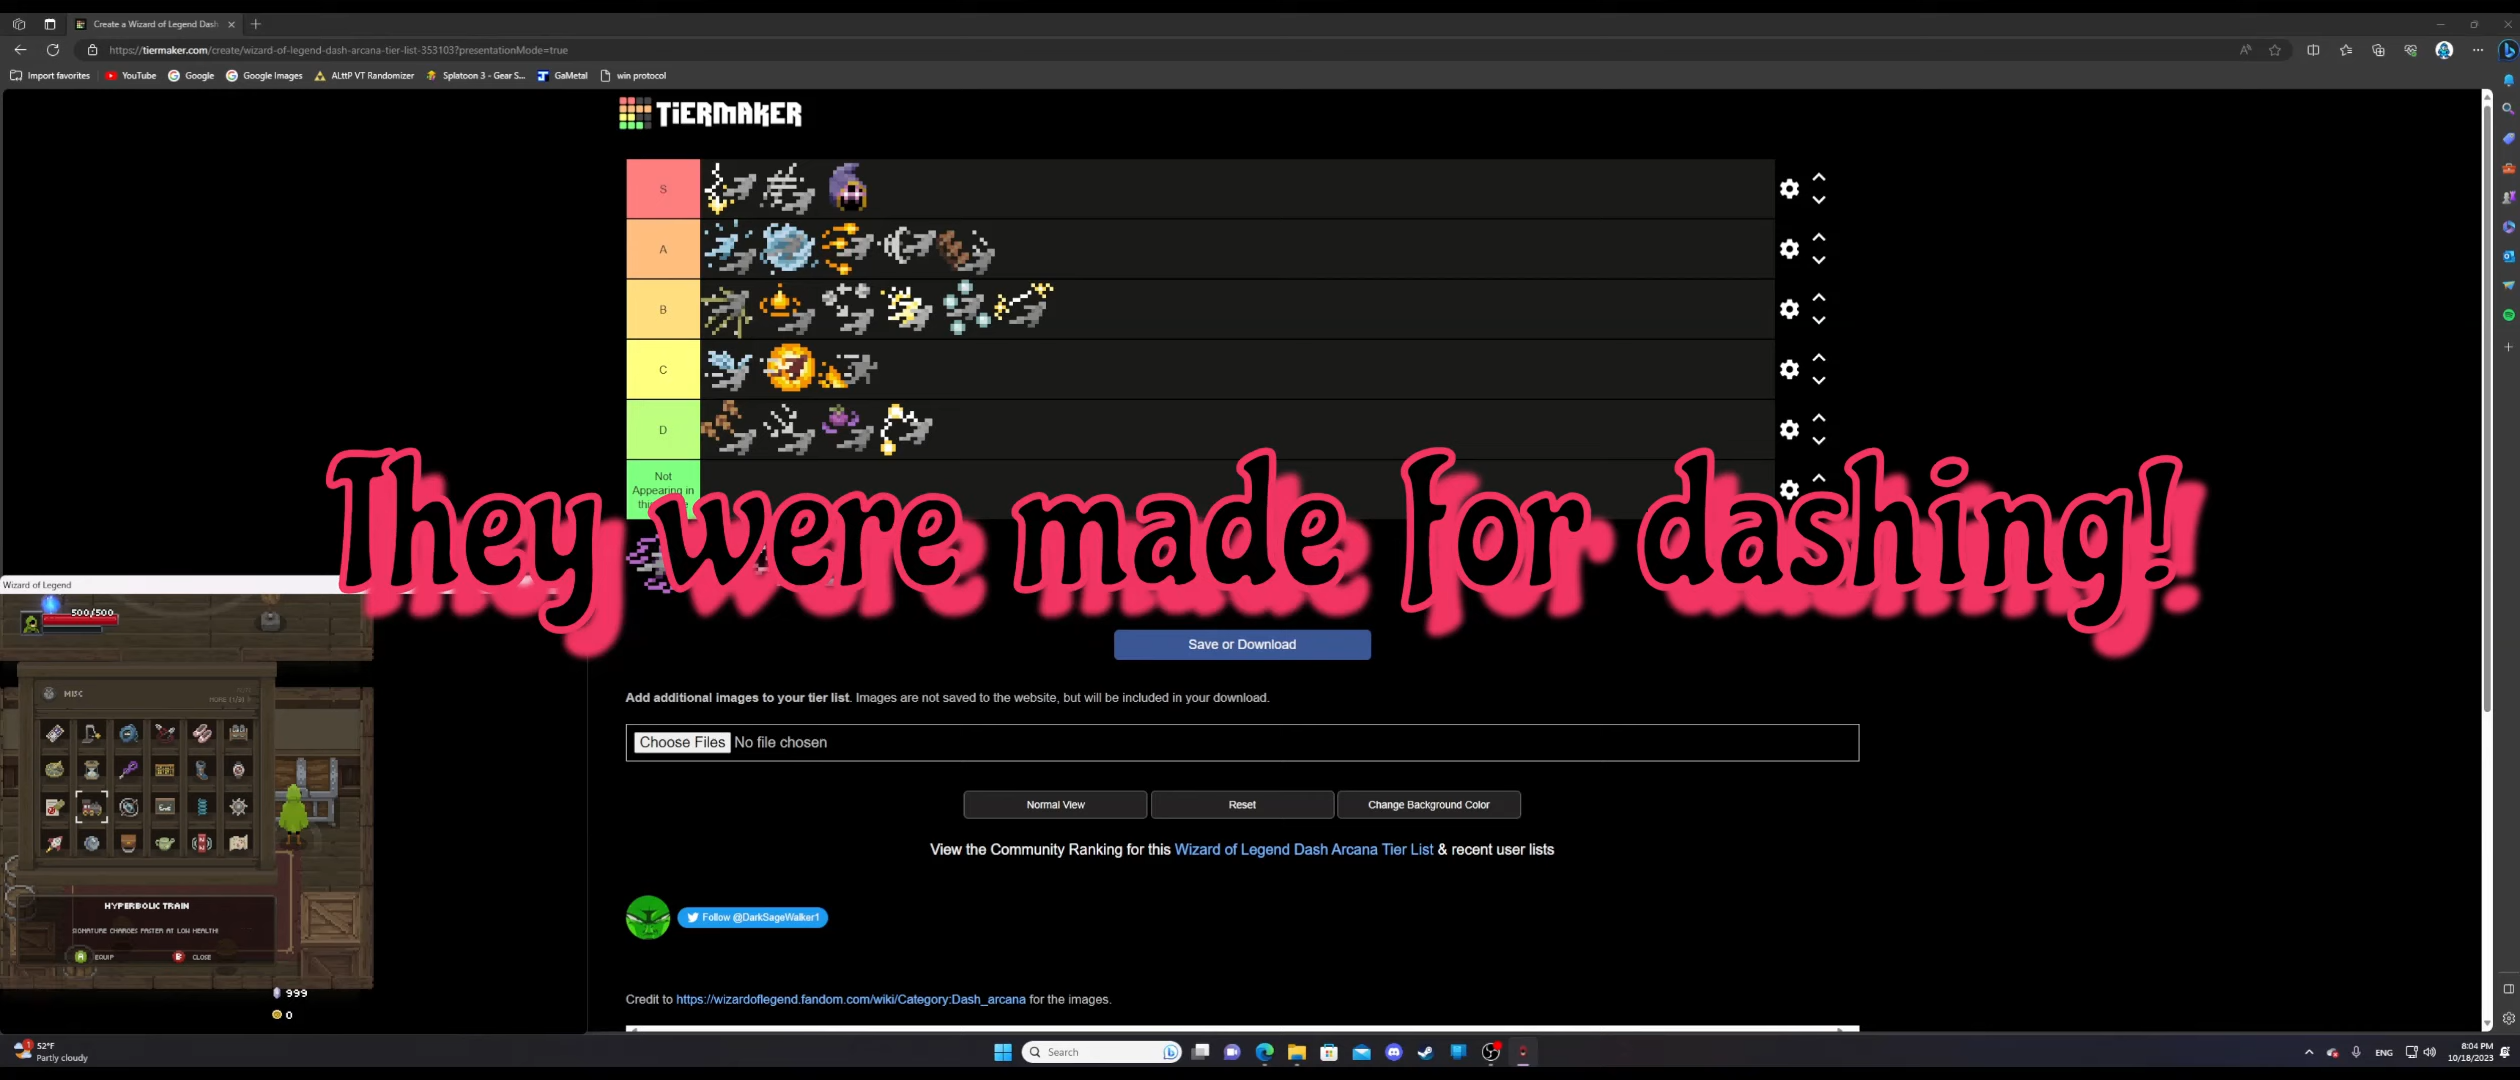 Create a Wizard of Legend Dash
https://tiermaker.com/create/wizard-of-legend-dash-arcana-tier-list-353103?presentationMode=true
Import favorites YouTube Google Google Images ALttP VT Randomizer Splatoon 3 - Gear S... GaMetal win protocol
TiERMAKER
S
A
B
C
D
Not
Appearing in
They were made for dashing!
Save or Download
Add additional images to your tier list. Images are not saved to the website, but will be included in your download.
Choose Files No file chosen
Normal View Reset Change Background Color
View the Community Ranking for this Wizard of Legend Dash Arcana Tier List & recent user lists
Follow @DarkSageWalker1
Credit to https://wizardoflegend.fandom.com/wiki/Category:Dash_arcana for the images.
Wizard of Legend
500/500
MISC
HYPERBOLIC TRAIN
SIGNATURE CHARGES FASTER AT LOW HEALTH!
A EQUIP B CLOSE
999
0
1
52°F
Partly cloudy
Search
ENG
8:04 PM
10/18/2023